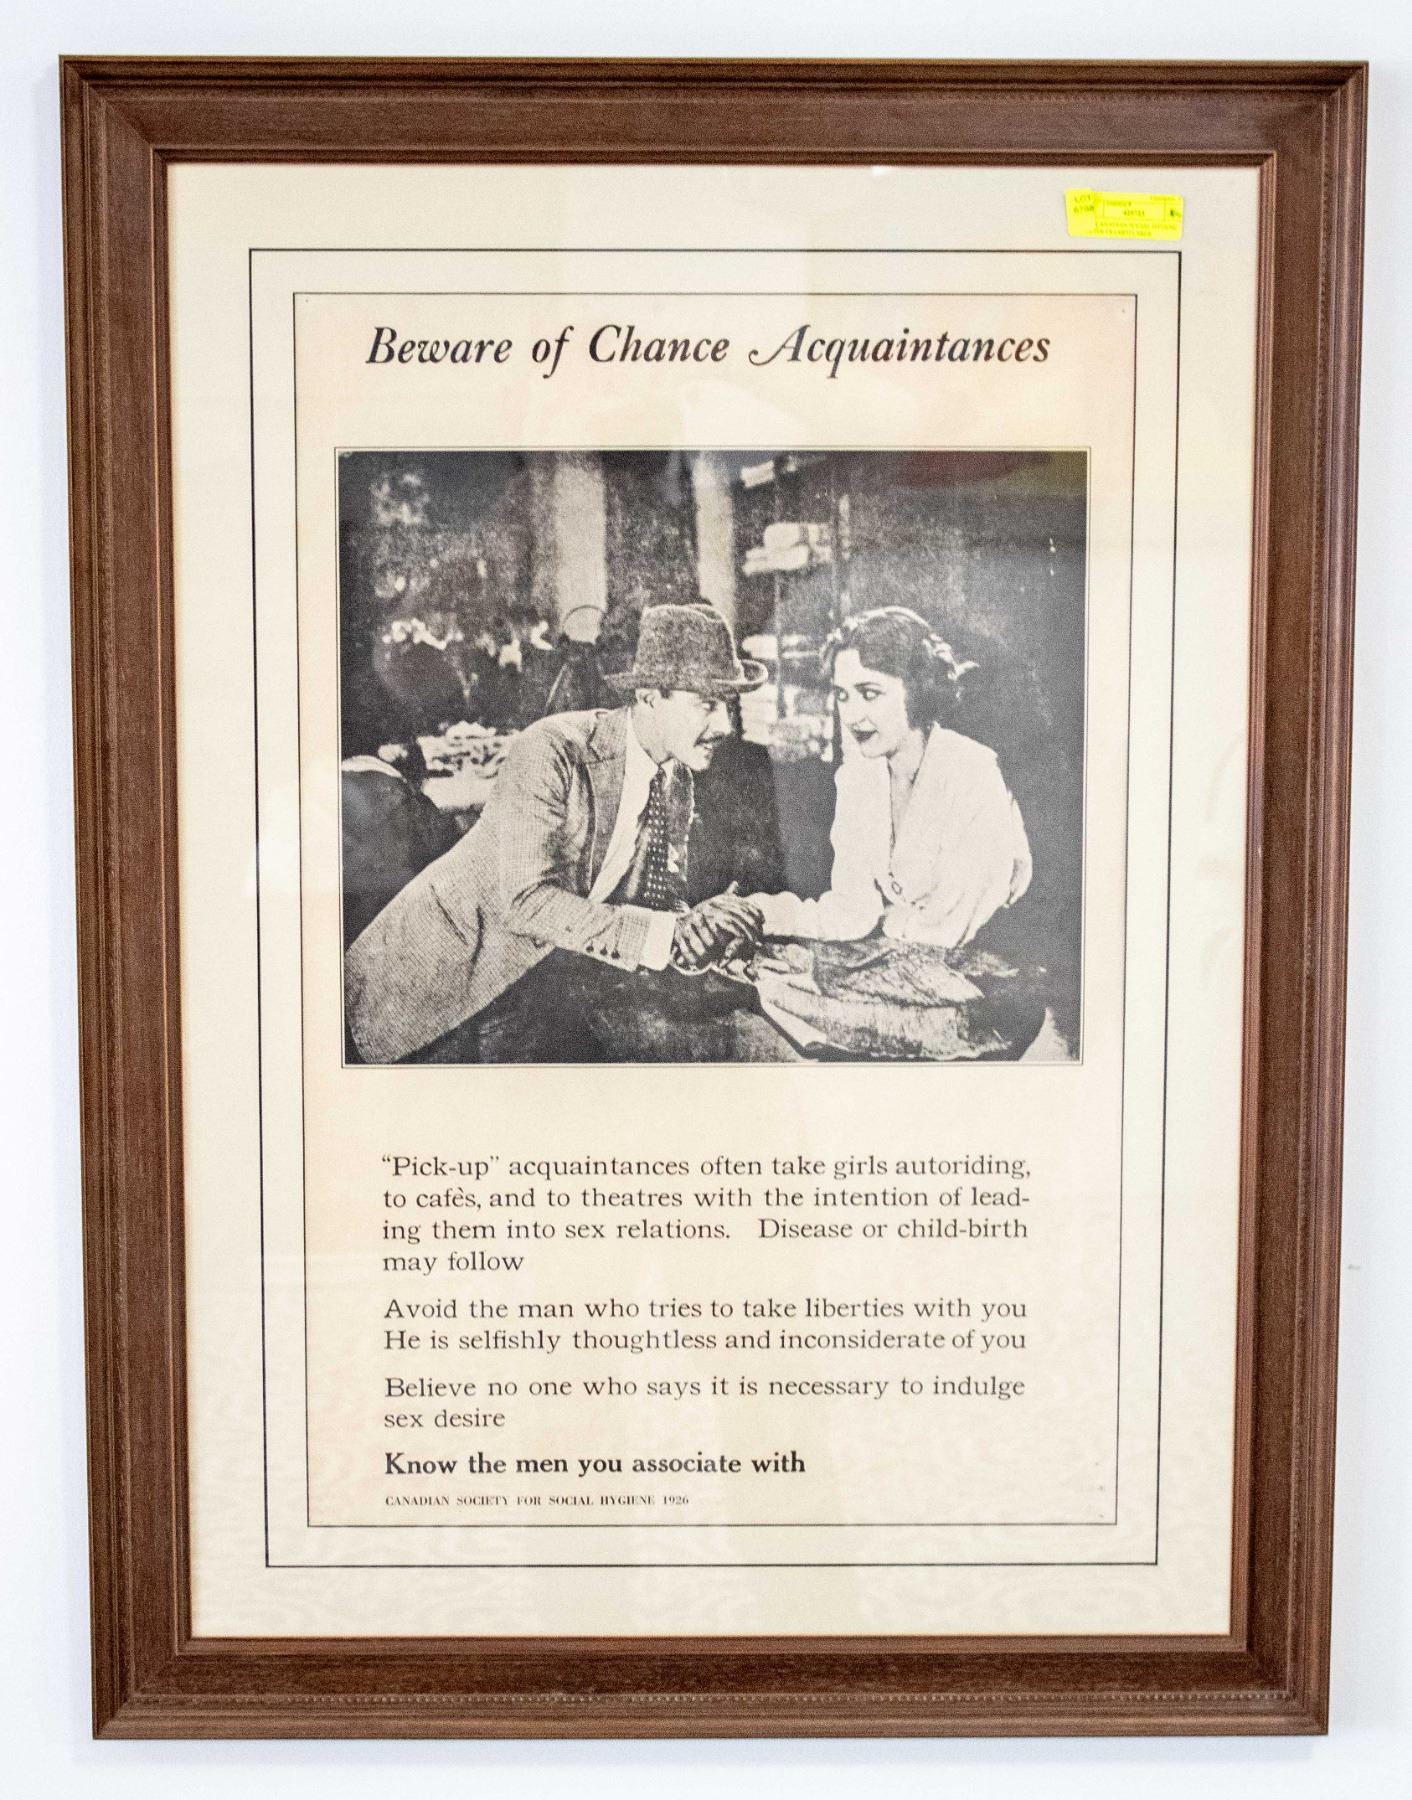 LOT
Beware of Chance Acquaintances
“Pick-up” acquaintances often take girls autoriding,
to cafès, and to theatres with the intention of lead-
ing them into sex relations. Disease or child-birth
may follow
Avoid the man who tries to take liberties with you
He is selfishly thoughtless and inconsiderate of you
Believe no one who says it is necessary to indulge
sex desire
Know the men you associate with
CANADIAN SOCIETY FOR SOCIAL HYGIENE 1926